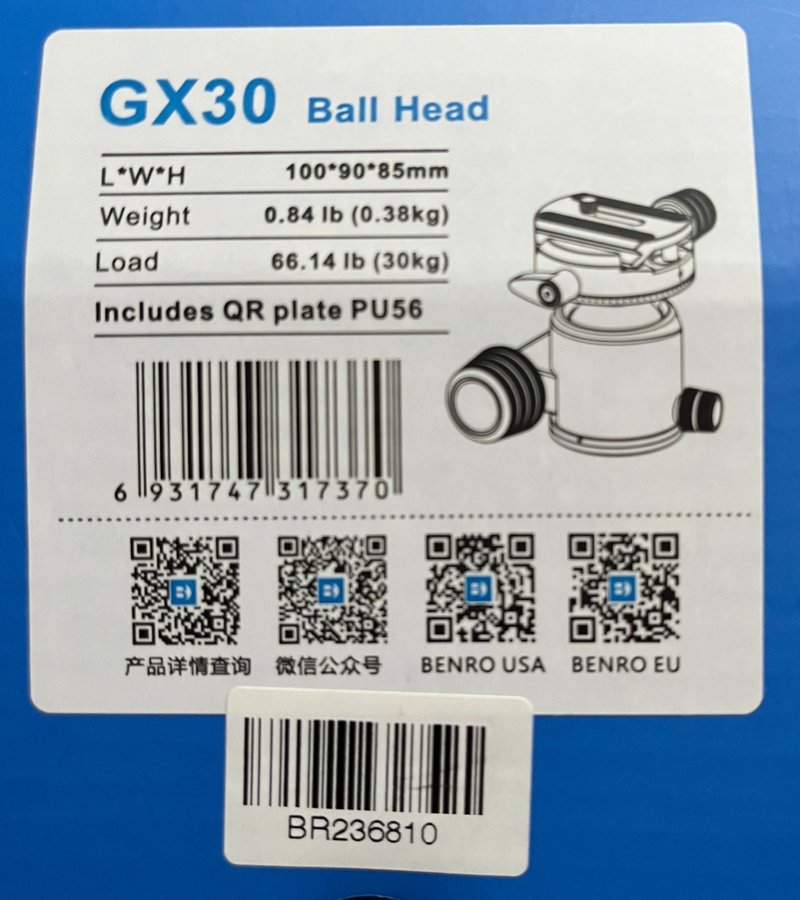 GX30 Ball Head
L*W*H 100*90*85mm
Weight 0.84 lb (0.38kg)
Load 66.14 lb (30kg)
Includes QR plate PU56
6 931747 317370
产品详情查询 微信公众号 BENRO USA BENRO EU
BR236810